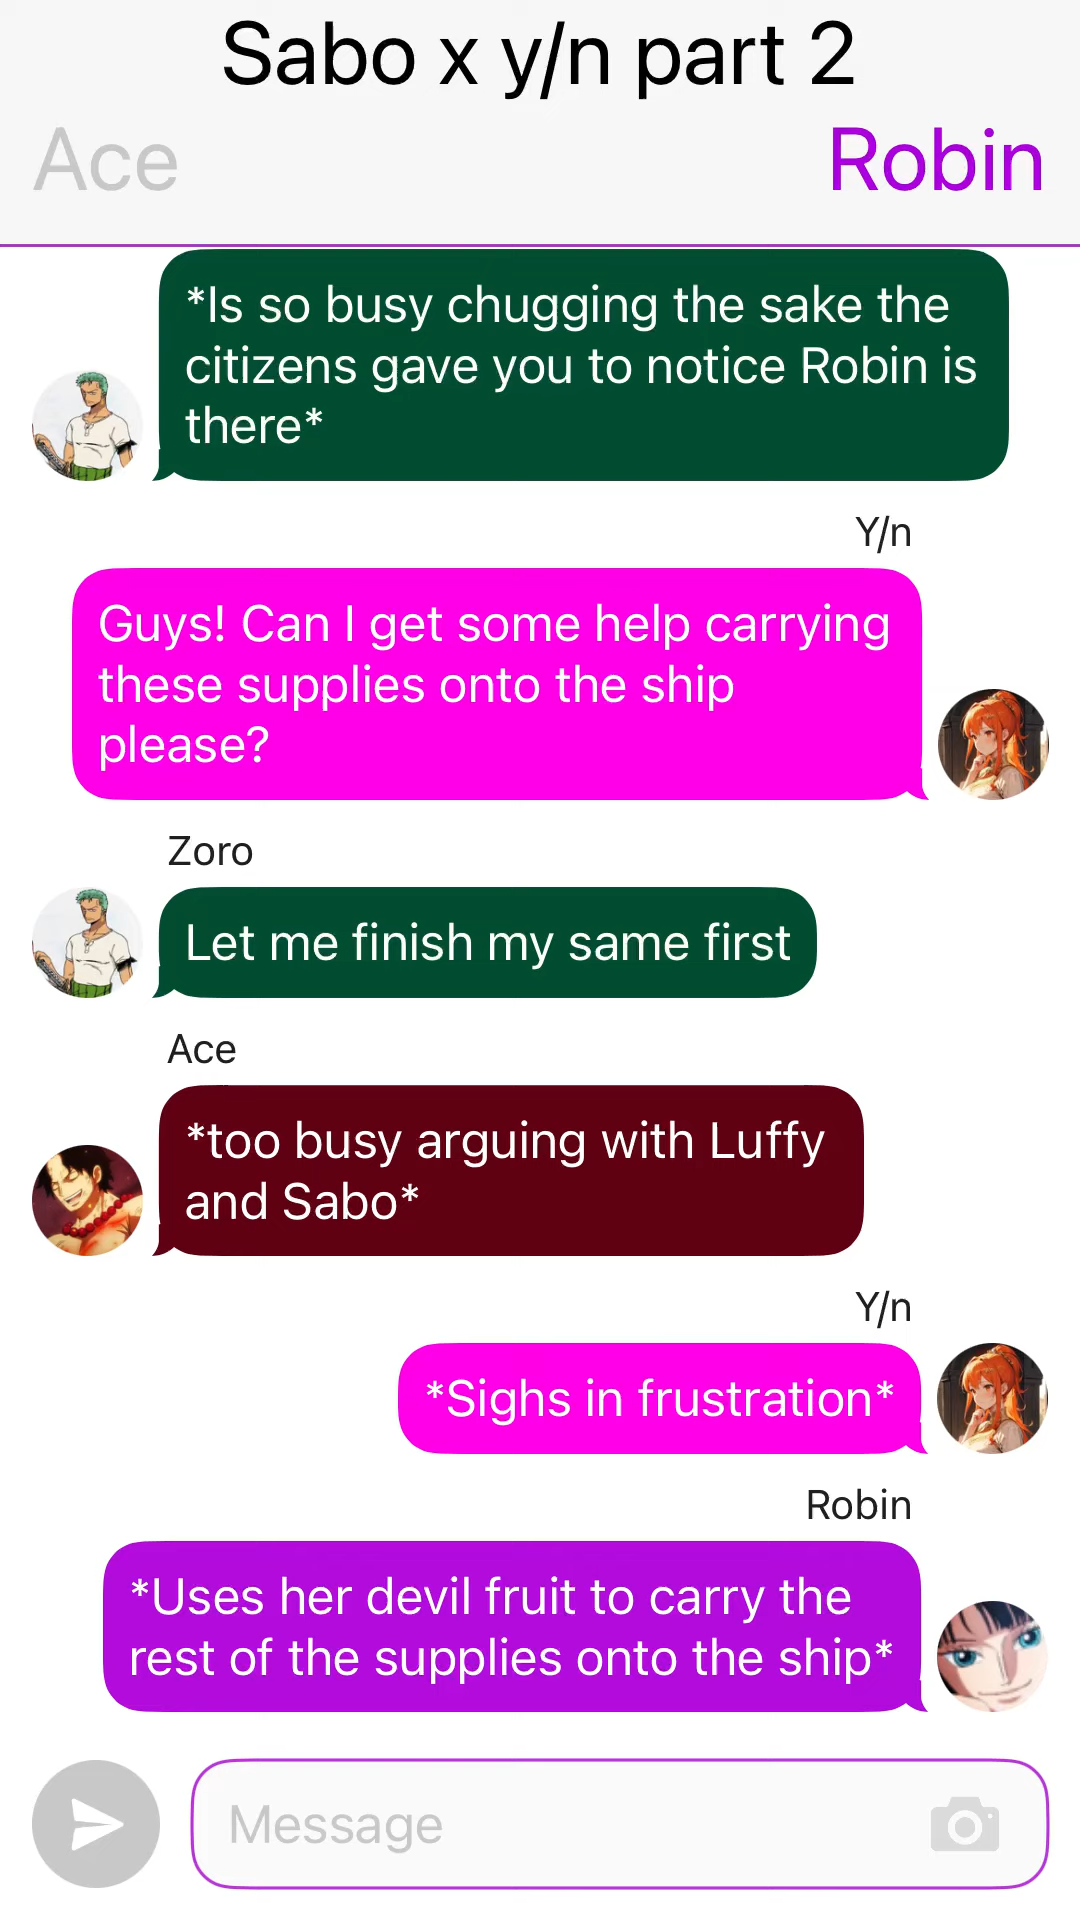 Sabo x y/n part 2
Ace
Robin
*Is so busy chugging the sake the
citizens gave you to notice Robin is
there*
Y/n
Guys! Can I get some help carrying
these supplies onto the ship
please?
Zoro
Let me finish my same first
Ace
*too busy arguing with Luffy
and Sabo*
Y/n
*Sighs in frustration*
Robin
*Uses her devil fruit to carry the
rest of the supplies onto the ship*
Message